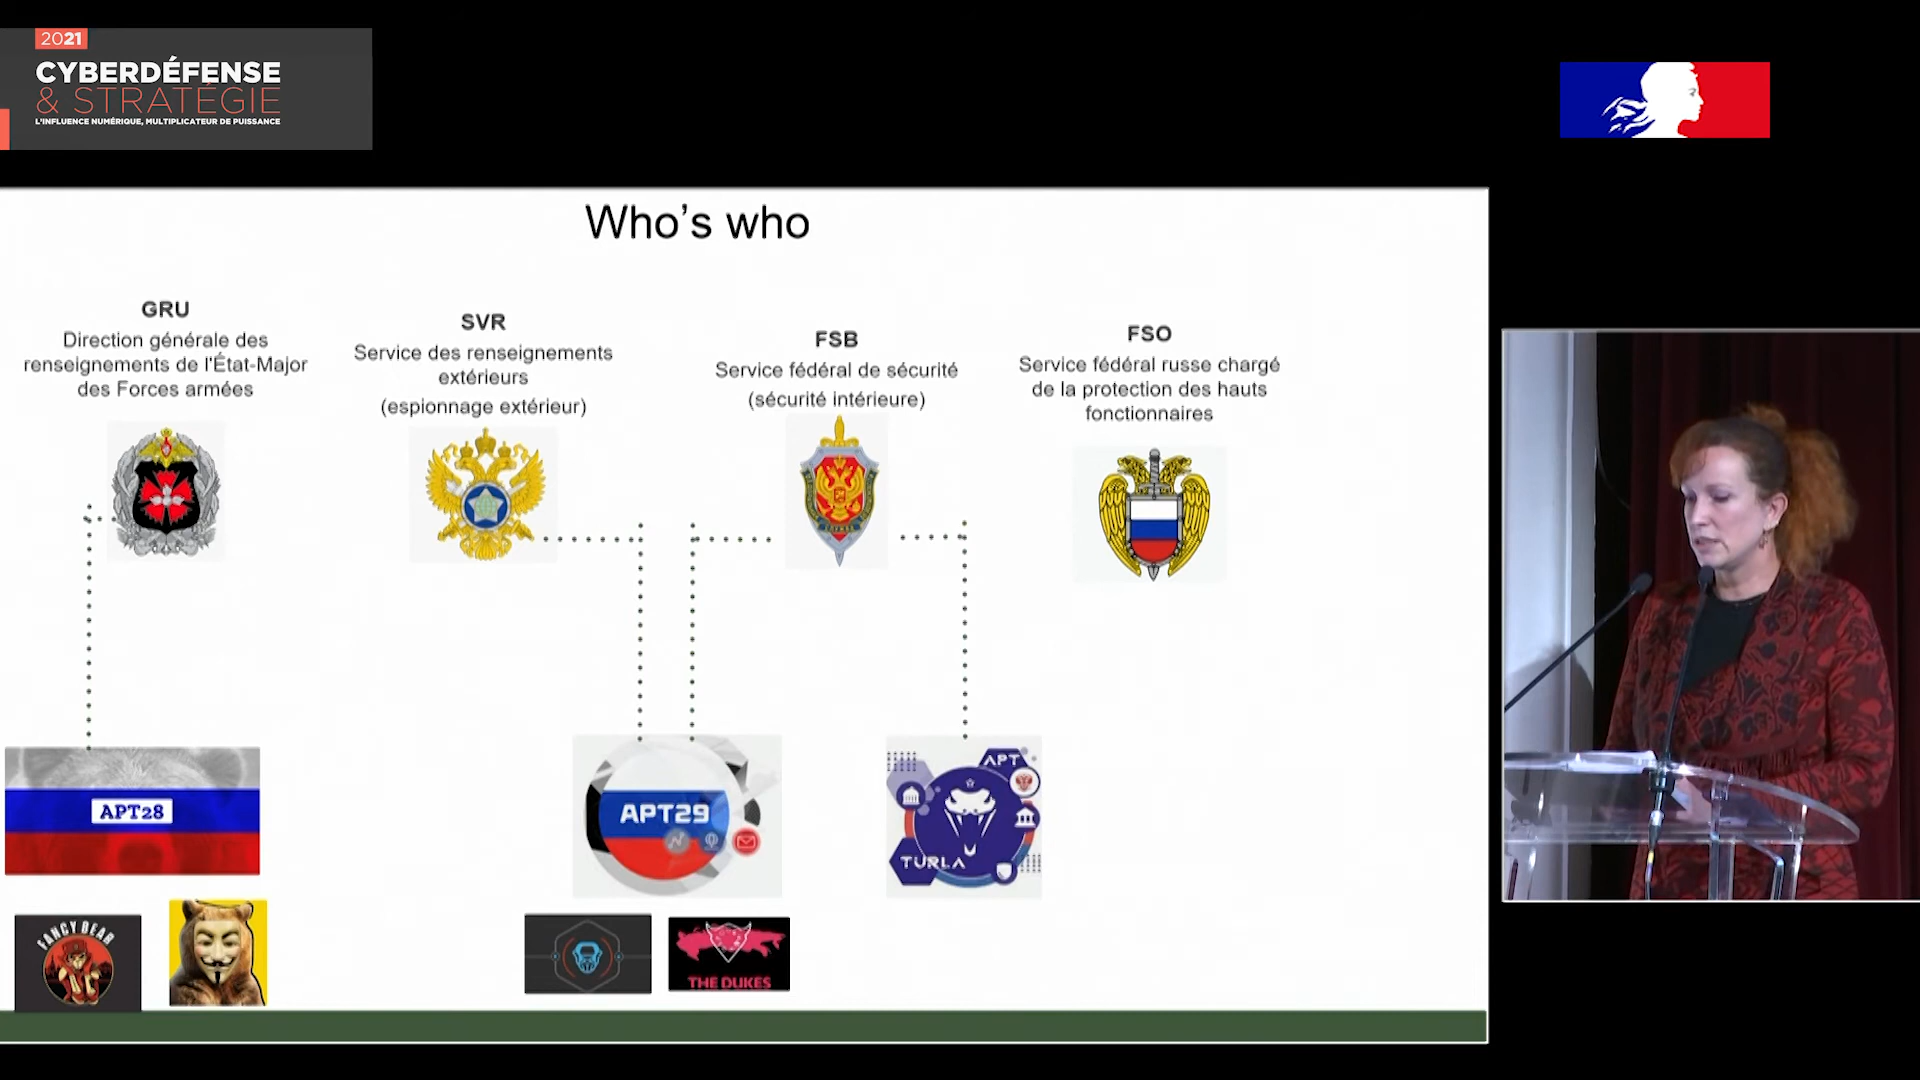 2021
CYBERDÉFENSE
& STRATÉGIE
L'INFLUENCE NUMÉRIQUE, MULTIPLICATEUR DE PUISSANCE
Who's who
GRU
Direction générale des
renseignements de l'État-Major
des Forces armées
SVR
Service des renseignements
extérieurs
(espionnage extérieur)
FSB
Service fédéral de sécurité
(sécurité intérieure)
FSO
Service fédéral russe chargé
de la protection des hauts
fonctionnaires
APT28
APT29
APT
TURLA
FANCY BEAR
THE DUKES